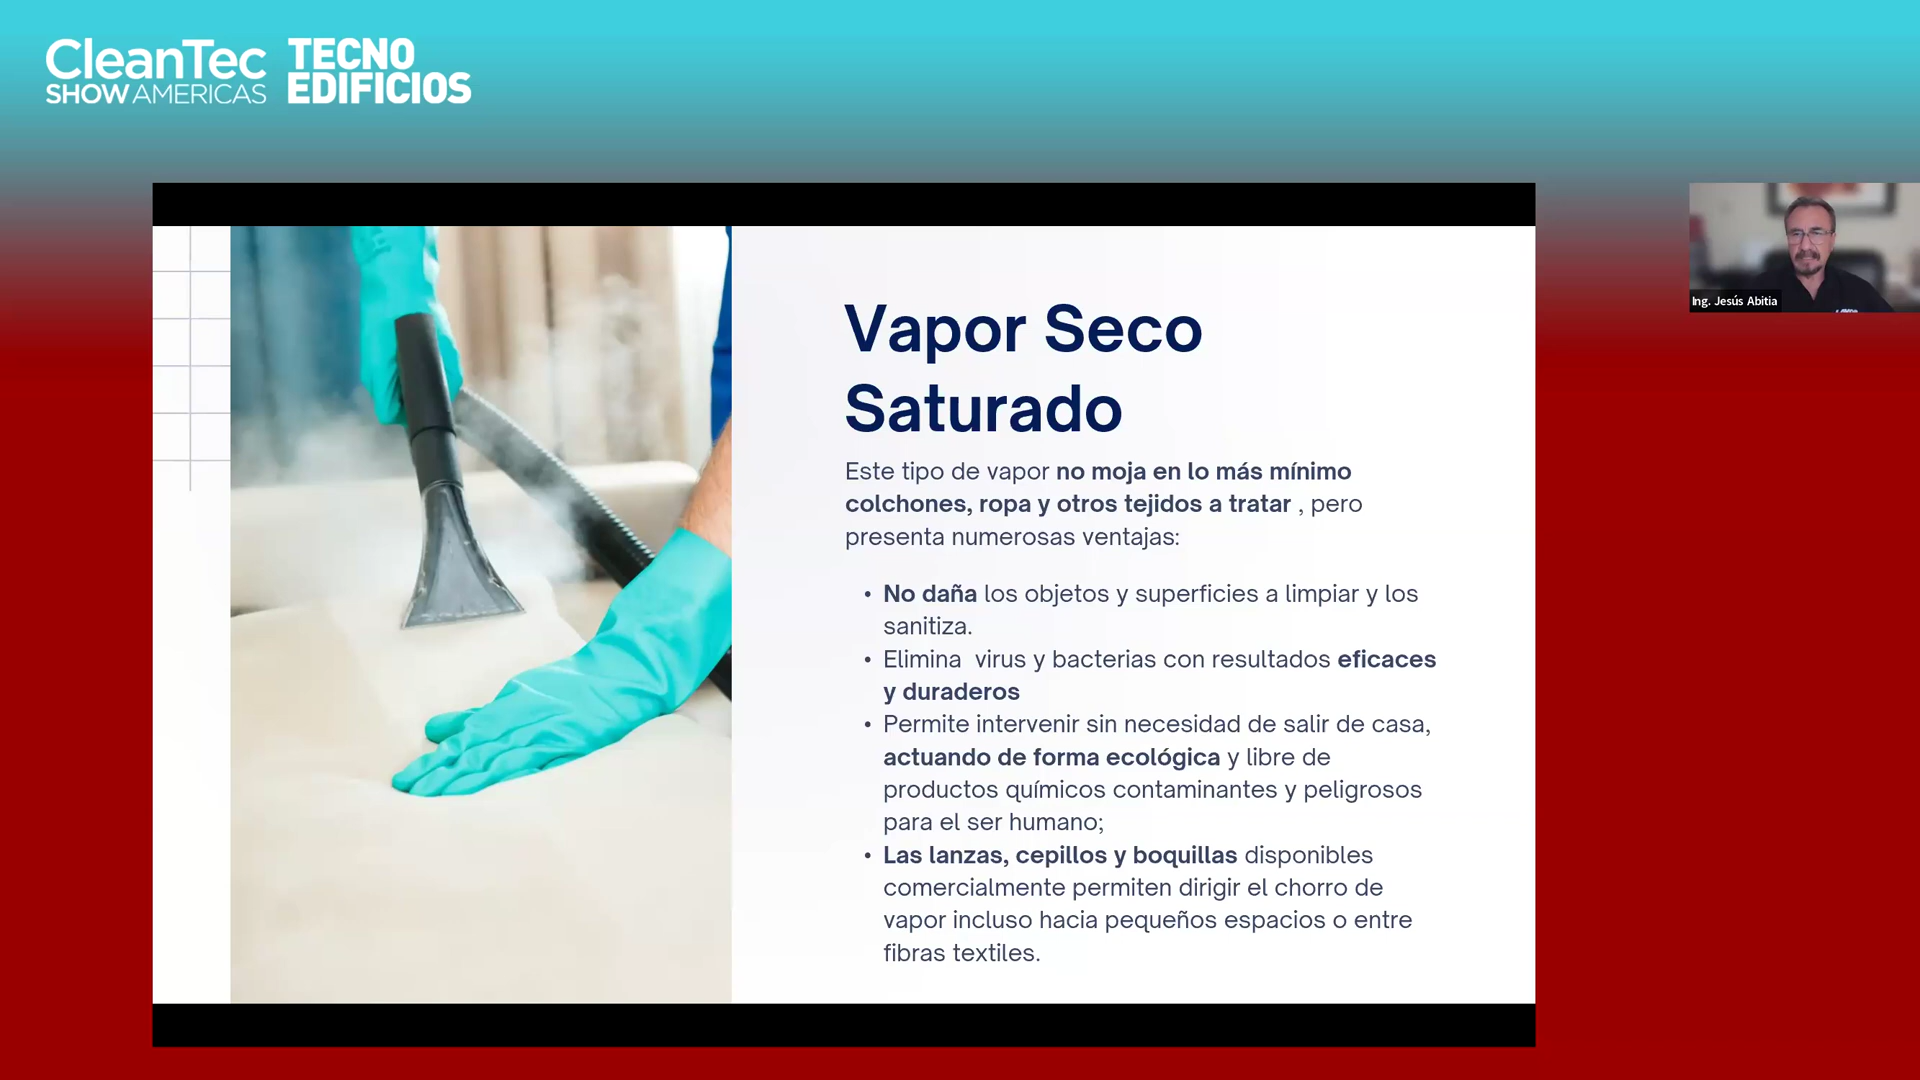 CleanTec
SHOW AMERICAS
TECNO
EDIFICIOS
Ing. Jesús Abitia
Vapor Seco
Saturado
Este tipo de vapor no moja en lo más mínimo
colchones, ropa y otros tejidos a tratar , pero
presenta numerosas ventajas:
• No daña los objetos y superficies a limpiar y los
sanitiza.
• Elimina  virus y bacterias con resultados eficaces
y duraderos
• Permite intervenir sin necesidad de salir de casa,
actuando de forma ecológica y libre de
productos químicos contaminantes y peligrosos
para el ser humano;
• Las lanzas, cepillos y boquillas disponibles
comercialmente permiten dirigir el chorro de
vapor incluso hacia pequeños espacios o entre
fibras textiles.